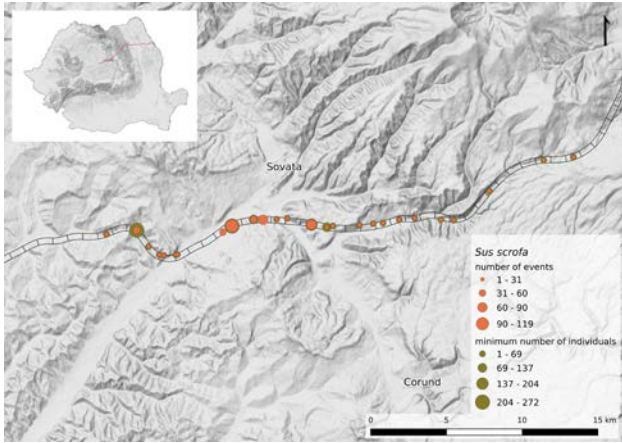 Sovata
Corund
Sus scrofa
number of events
1 - 31
31 - 60
60 - 90
90 - 119
minimum number of individuals
1 - 69
69 - 137
137 - 204
204 - 272
0 5 10 15 km